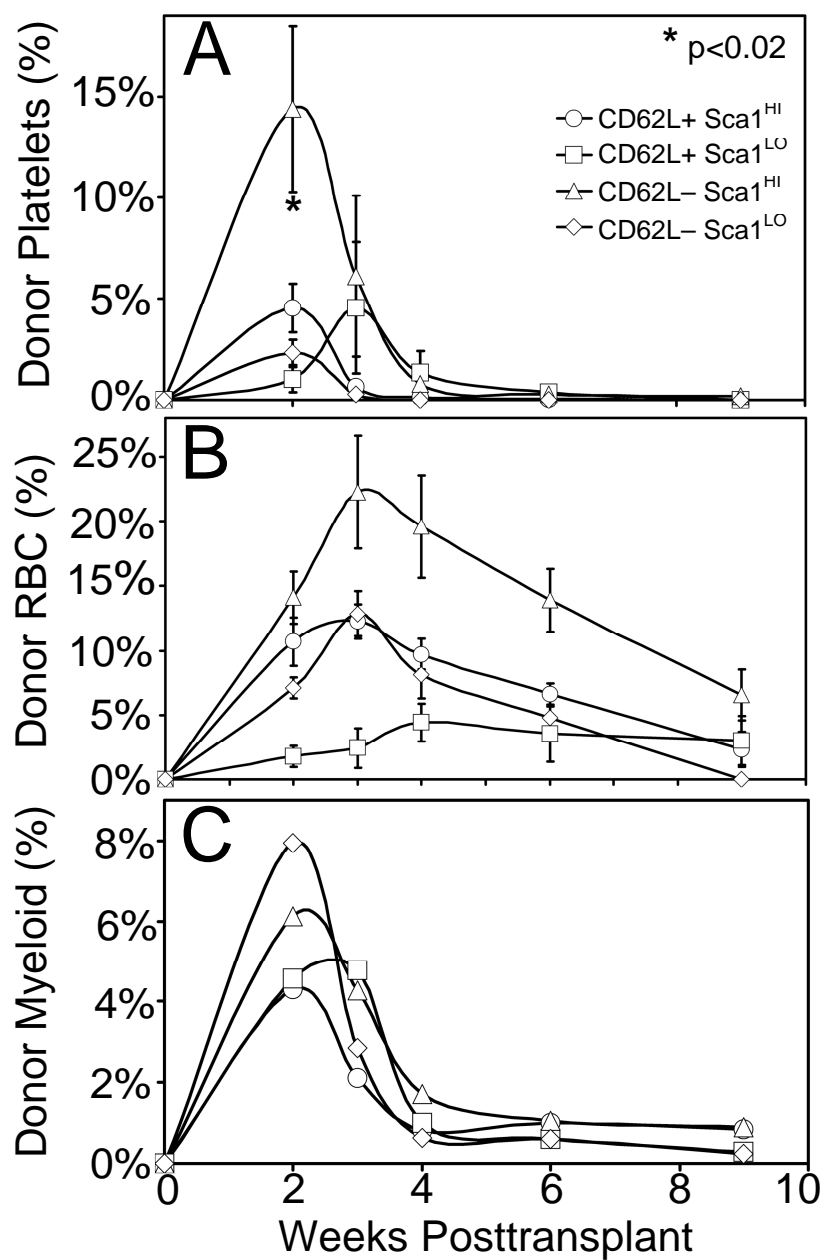 A
* p<0.02
CD62L+ Sca1HI
CD62L+ Sca1LO
CD62L– Sca1HI
CD62L– Sca1LO
*
Donor Platelets (%)
15%
10%
5%
0%
B
Donor RBC (%)
25%
20%
15%
10%
5%
0%
C
Donor Myeloid (%)
8%
6%
4%
2%
0%
0 2 4 6 8 10
Weeks Posttransplant